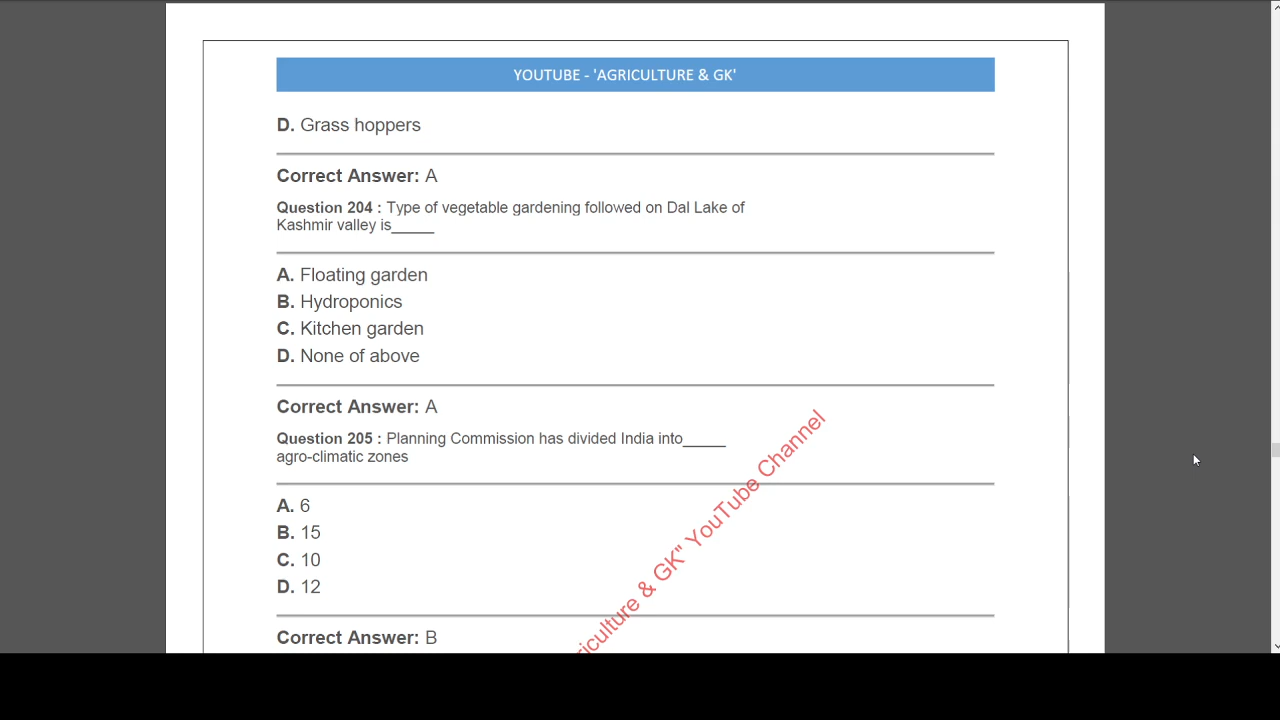 YOUTUBE - 'AGRICULTURE & GK'
D. Grass hoppers
Correct Answer: A
Question 204 : Type of vegetable gardening followed on Dal Lake of
Kashmir valley is_____
A. Floating garden
B. Hydroponics
C. Kitchen garden
D. None of above
Correct Answer: A
Question 205 : Planning Commission has divided India into_____
agro-climatic zones
A. 6
B. 15
C. 10
D. 12
Correct Answer: B
riculture & GK" YouTube Channel